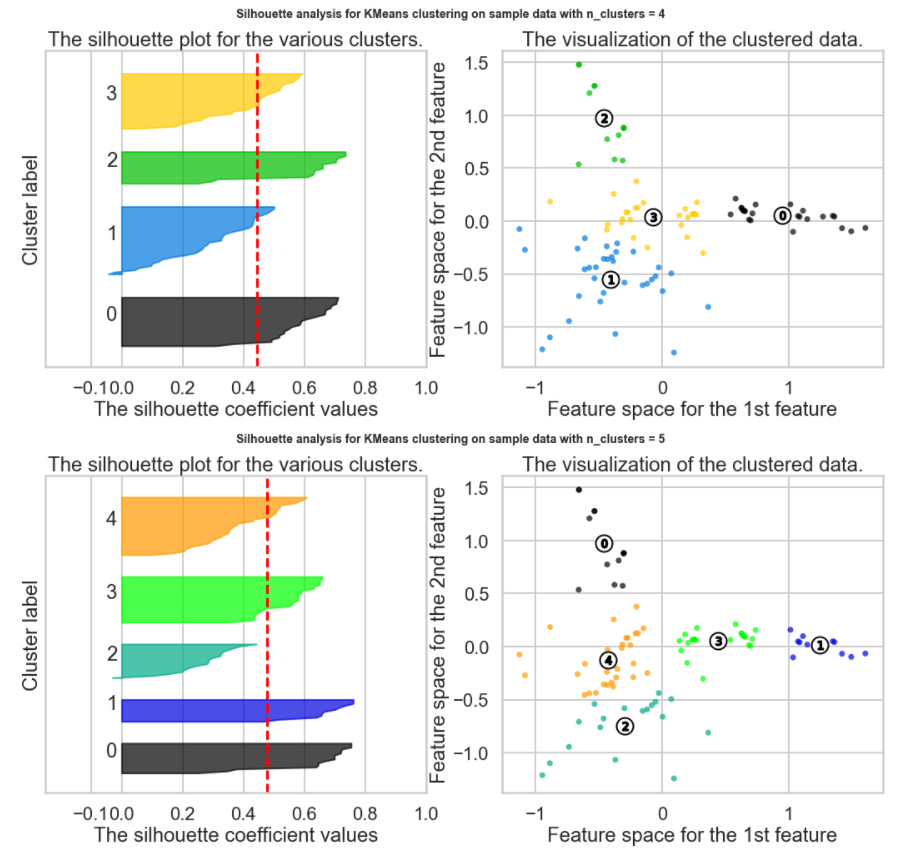 Silhouette analysis for KMeans clustering on sample data with n_clusters = 4
The silhouette plot for the various clusters.
Cluster label
3
2
1
0
−0.10.0 0.2 0.4 0.6 0.8 1.0
The silhouette coefficient values
The visualization of the clustered data.
Feature space for the 2nd feature
1.5
1.0
0.5
0.0
−0.5
−1.0
2
3
0
1
−1 0 1
Feature space for the 1st feature
Silhouette analysis for KMeans clustering on sample data with n_clusters = 5
The silhouette plot for the various clusters.
Cluster label
4
3
2
1
0
−0.10.0 0.2 0.4 0.6 0.8 1.0
The silhouette coefficient values
The visualization of the clustered data.
Feature space for the 2nd feature
1.5
1.0
0.5
0.0
−0.5
−1.0
0
3
1
4
2
−1 0 1
Feature space for the 1st feature